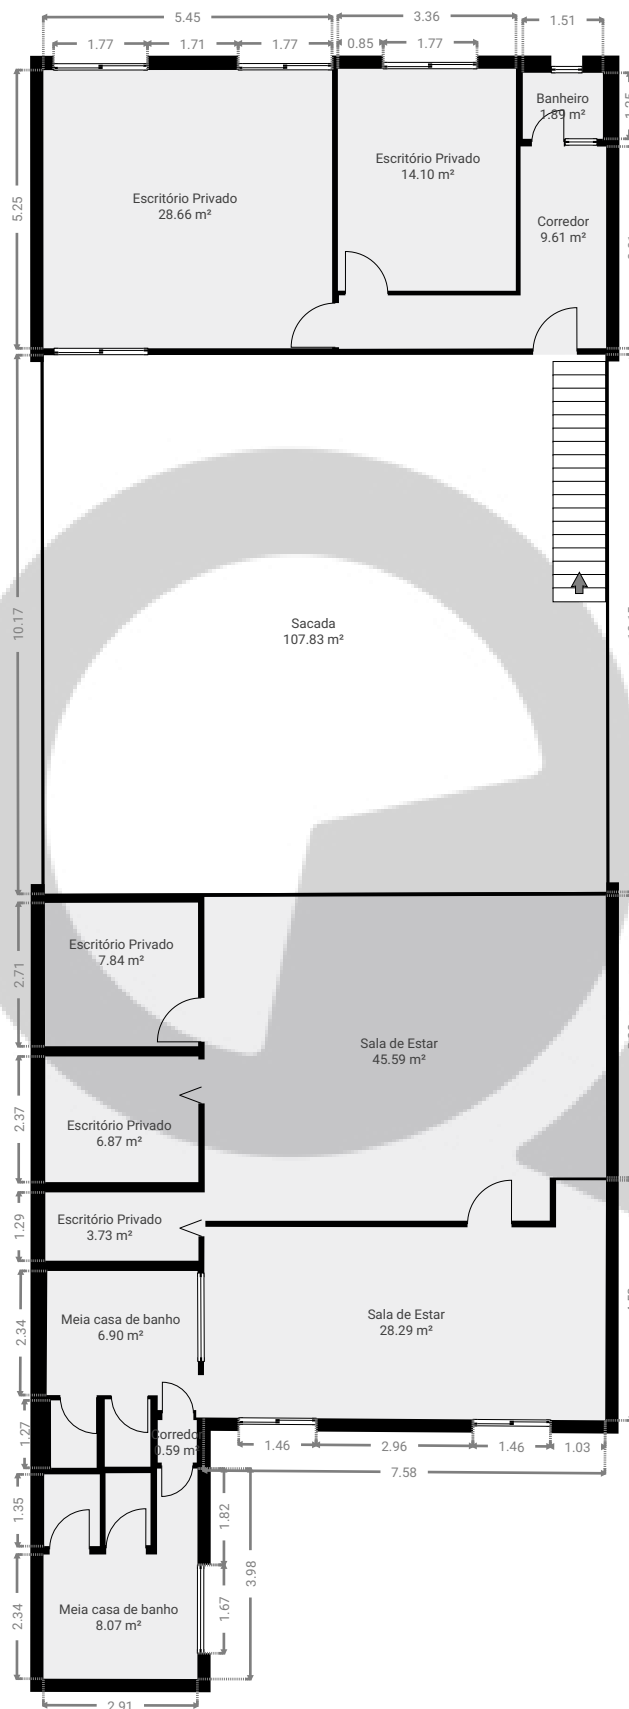 5.45
3.36
1.51
1.77
1.71
1.77
0.85
1.77
Banheiro
1.89 m²
Escritório Privado
14.10 m²
Escritório Privado
28.66 m²
Corredor
9.61 m²
5.25
10.17
Sacada
107.83 m²
Escritório Privado
7.84 m²
2.71
Sala de Estar
45.59 m²
2.37
Escritório Privado
6.87 m²
1.29
Escritório Privado
3.73 m²
2.34
Meia casa de banho
6.90 m²
Sala de Estar
28.29 m²
1.27
Corredor
0.59 m²
1.46
2.96
1.46
1.03
7.58
1.35
1.82
3.98
1.67
2.34
Meia casa de banho
8.07 m²
2.91